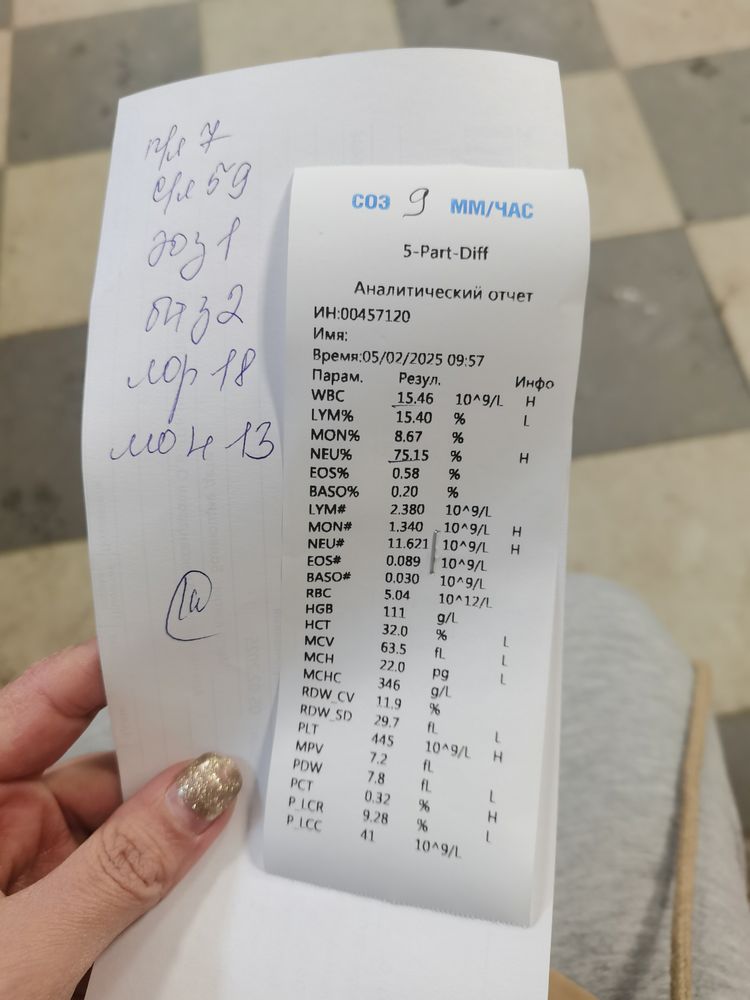 п/я 7
с/я 59
эоз 1
лф 18
мон 13
СОЭ 9 ММ/ЧАС
5-Part-Diff
Аналитический отчет
ИН:00457120
Имя:
Время:05/02/2025 09:57
Парам. Резул. Инфо
WBC 15.46 10^9/L H
LYM% 15.40 % L
MON% 8.67 %
NEU% 75.15 % H
EOS% 0.58 %
BASO% 0.20 %
LYM# 2.380 10^9/L
MON# 1.340 10^9/L H
NEU# 11.621 10^9/L H
EOS# 0.089 10^9/L
BASO# 0.030 10^9/L
RBC 5.04 10^12/L
HGB 111 g/L
HCT 32.0 % L
MCV 63.5 fL L
MCH 22.0 pg L
MCHC 346 g/L
RDW_CV 11.9 %
RDW_SD 29.7 fL L
PLT 445 10^9/L H
MPV 7.2 fL
PDW 7.8 fL L
PCT 0.32 % H
P_LCR 9.28 % L
P_LCC 41 10^9/L